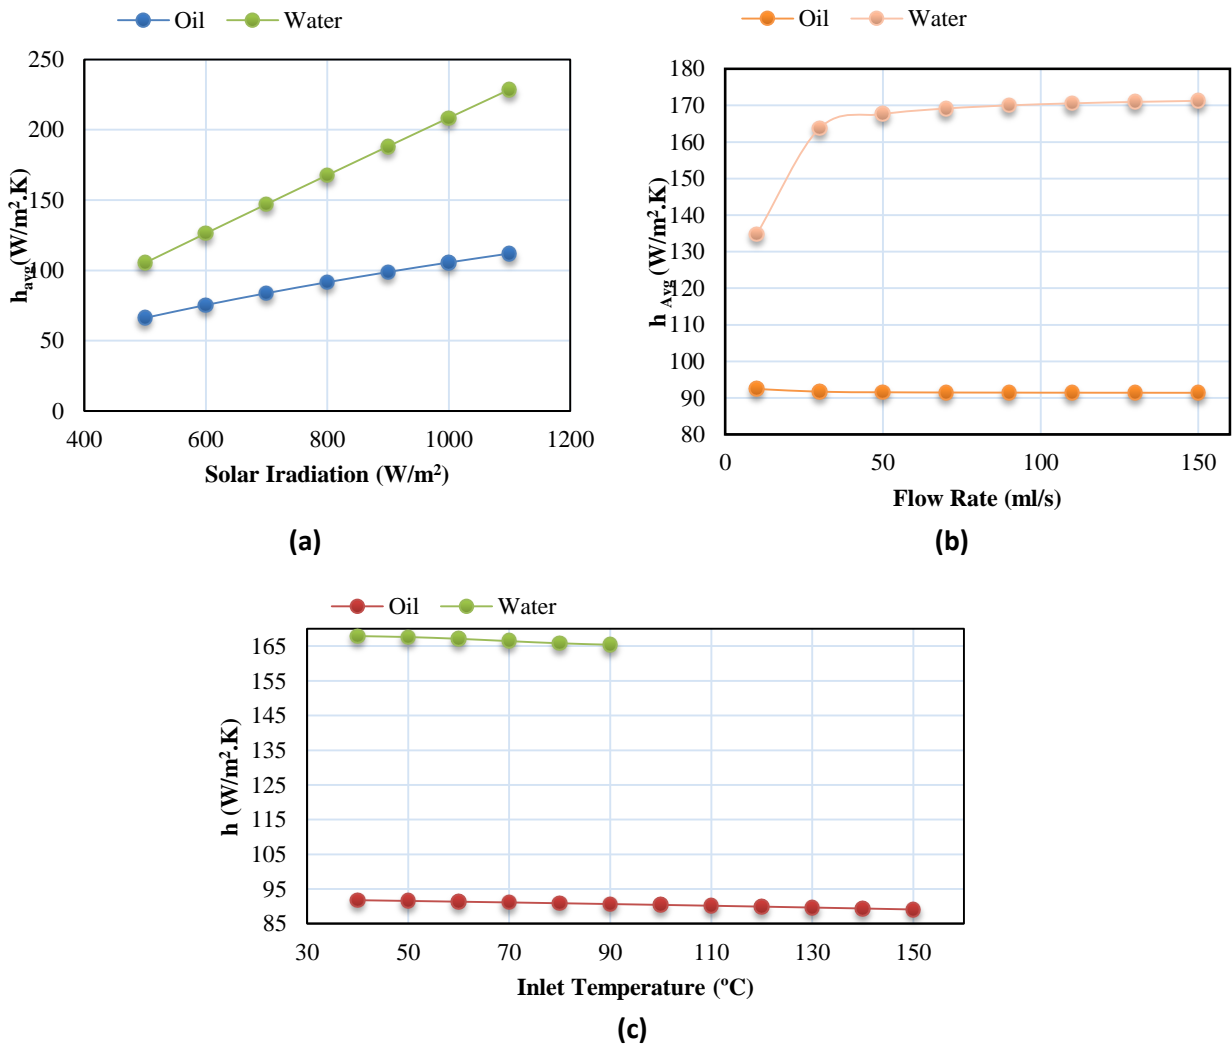 Oil Water
250
200
150
100
50
0
400 600 800 1000 1200
havg(W/m².K)
Solar Iradiation (W/m²)
(a)
Oil Water
180
170
160
150
140
130
120
110
100
90
80
0 50 100 150
h Avg (W/m².K)
Flow Rate (ml/s)
(b)
Oil Water
165
155
145
135
125
115
105
95
85
30 50 70 90 110 130 150
h (W/m².K)
Inlet Temperature (ºC)
(c)